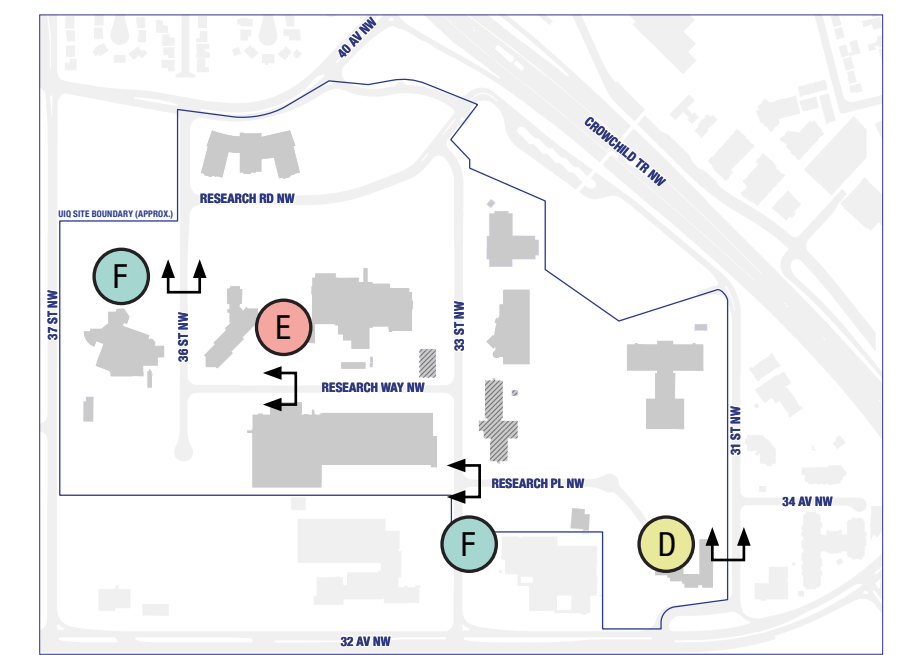 40 AV NW
CROWCHILD TR NW
RESEARCH RD NW
UIQ SITE BOUNDARY (APPROX.)
F
37 ST NW
36 ST NW
E
33 ST NW
RESEARCH WAY NW
31 ST NW
RESEARCH PL NW
34 AV NW
F
D
32 AV NW